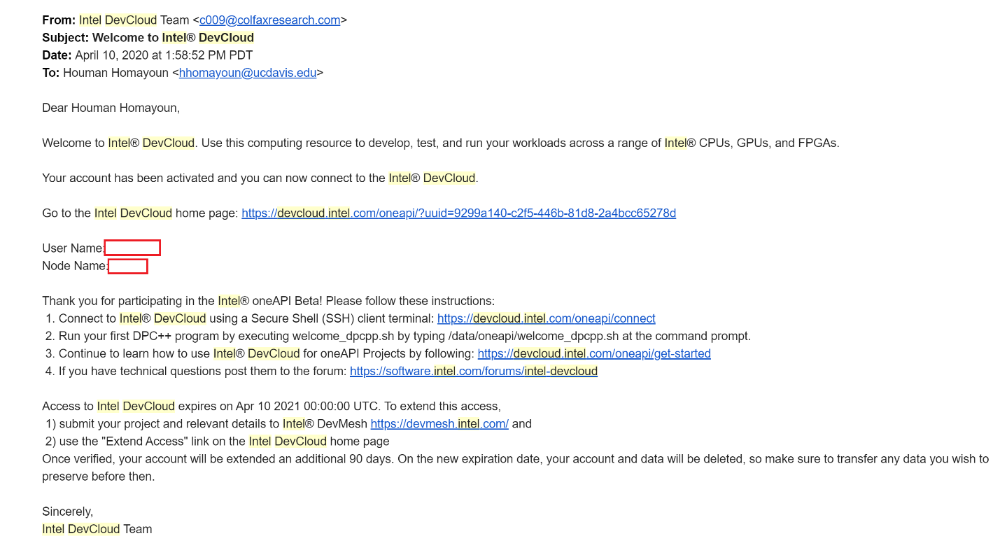 From: Intel DevCloud Team <c009@colfaxresearch.com>
Subject: Welcome to Intel® DevCloud
Date: April 10, 2020 at 1:58:52 PM PDT
To: Houman Homayoun <hhomayoun@ucdavis.edu>
Dear Houman Homayoun,
Welcome to Intel® DevCloud. Use this computing resource to develop, test, and run your workloads across a range of Intel® CPUs, GPUs, and FPGAs.
Your account has been activated and you can now connect to the Intel® DevCloud.
Go to the Intel DevCloud home page: https://devcloud.intel.com/oneapi/?uuid=9299a140-c2f5-446b-81d8-2a4bcc65278d
User Name:
Node Name:
Thank you for participating in the Intel® oneAPI Beta! Please follow these instructions:
1. Connect to Intel® DevCloud using a Secure Shell (SSH) client terminal: https://devcloud.intel.com/oneapi/connect
2. Run your first DPC++ program by executing welcome_dpcpp.sh by typing /data/oneapi/welcome_dpcpp.sh at the command prompt.
3. Continue to learn how to use Intel® DevCloud for oneAPI Projects by following: https://devcloud.intel.com/oneapi/get-started
4. If you have technical questions post them to the forum: https://software.intel.com/forums/intel-devcloud
Access to Intel DevCloud expires on Apr 10 2021 00:00:00 UTC. To extend this access,
1) submit your project and relevant details to Intel® DevMesh https://devmesh.intel.com/ and
2) use the "Extend Access" link on the Intel DevCloud home page
Once verified, your account will be extended an additional 90 days. On the new expiration date, your account and data will be deleted, so make sure to transfer any data you wish to
preserve before then.
Sincerely,
Intel DevCloud Team